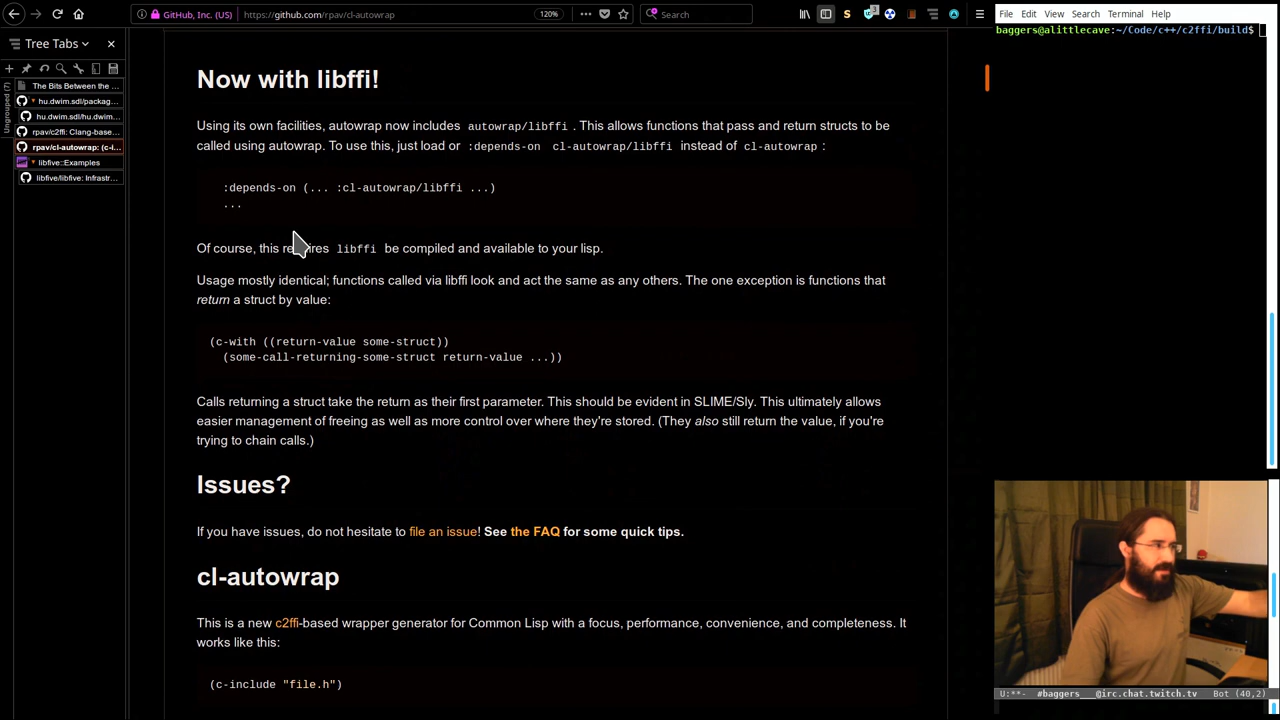 GitHub, Inc. (US)
https://github.com/rpav/cl-autowrap
120%
Search
S
File Edit View Search Terminal Help
baggers@alittlecave:~/Code/c++/c2ffi/build$
Tree Tabs
Ungrouped (7)
The Bits Between the ...
hu.dwim.sdl/packag...
hu.dwim.sdl/hu.dwim...
rpav/c2ffi: Clang-base...
rpav/cl-autowrap: (c-i...
libfive::Examples
libfive/libfive: Infrastr...
Now with libffi!
Using its own facilities, autowrap now includes autowrap/libffi . This allows functions that pass and return structs to be
called using autowrap. To use this, just load or :depends-on cl-autowrap/libffi instead of cl-autowrap :
:depends-on (... :cl-autowrap/libffi ...)
...
Of course, this requires libffi be compiled and available to your lisp.
Usage mostly identical; functions called via libffi look and act the same as any others. The one exception is functions that
return a struct by value:
(c-with ((return-value some-struct))
(some-call-returning-some-struct return-value ...))
Calls returning a struct take the return as their first parameter. This should be evident in SLIME/Sly. This ultimately allows
easier management of freeing as well as more control over where they're stored. (They also still return the value, if you're
trying to chain calls.)
Issues?
If you have issues, do not hesitate to file an issue! See the FAQ for some quick tips.
cl-autowrap
This is a new c2ffi-based wrapper generator for Common Lisp with a focus, performance, convenience, and completeness. It
works like this:
(c-include "file.h")
U:**- #baggers___@irc.chat.twitch.tv Bot (40,2)